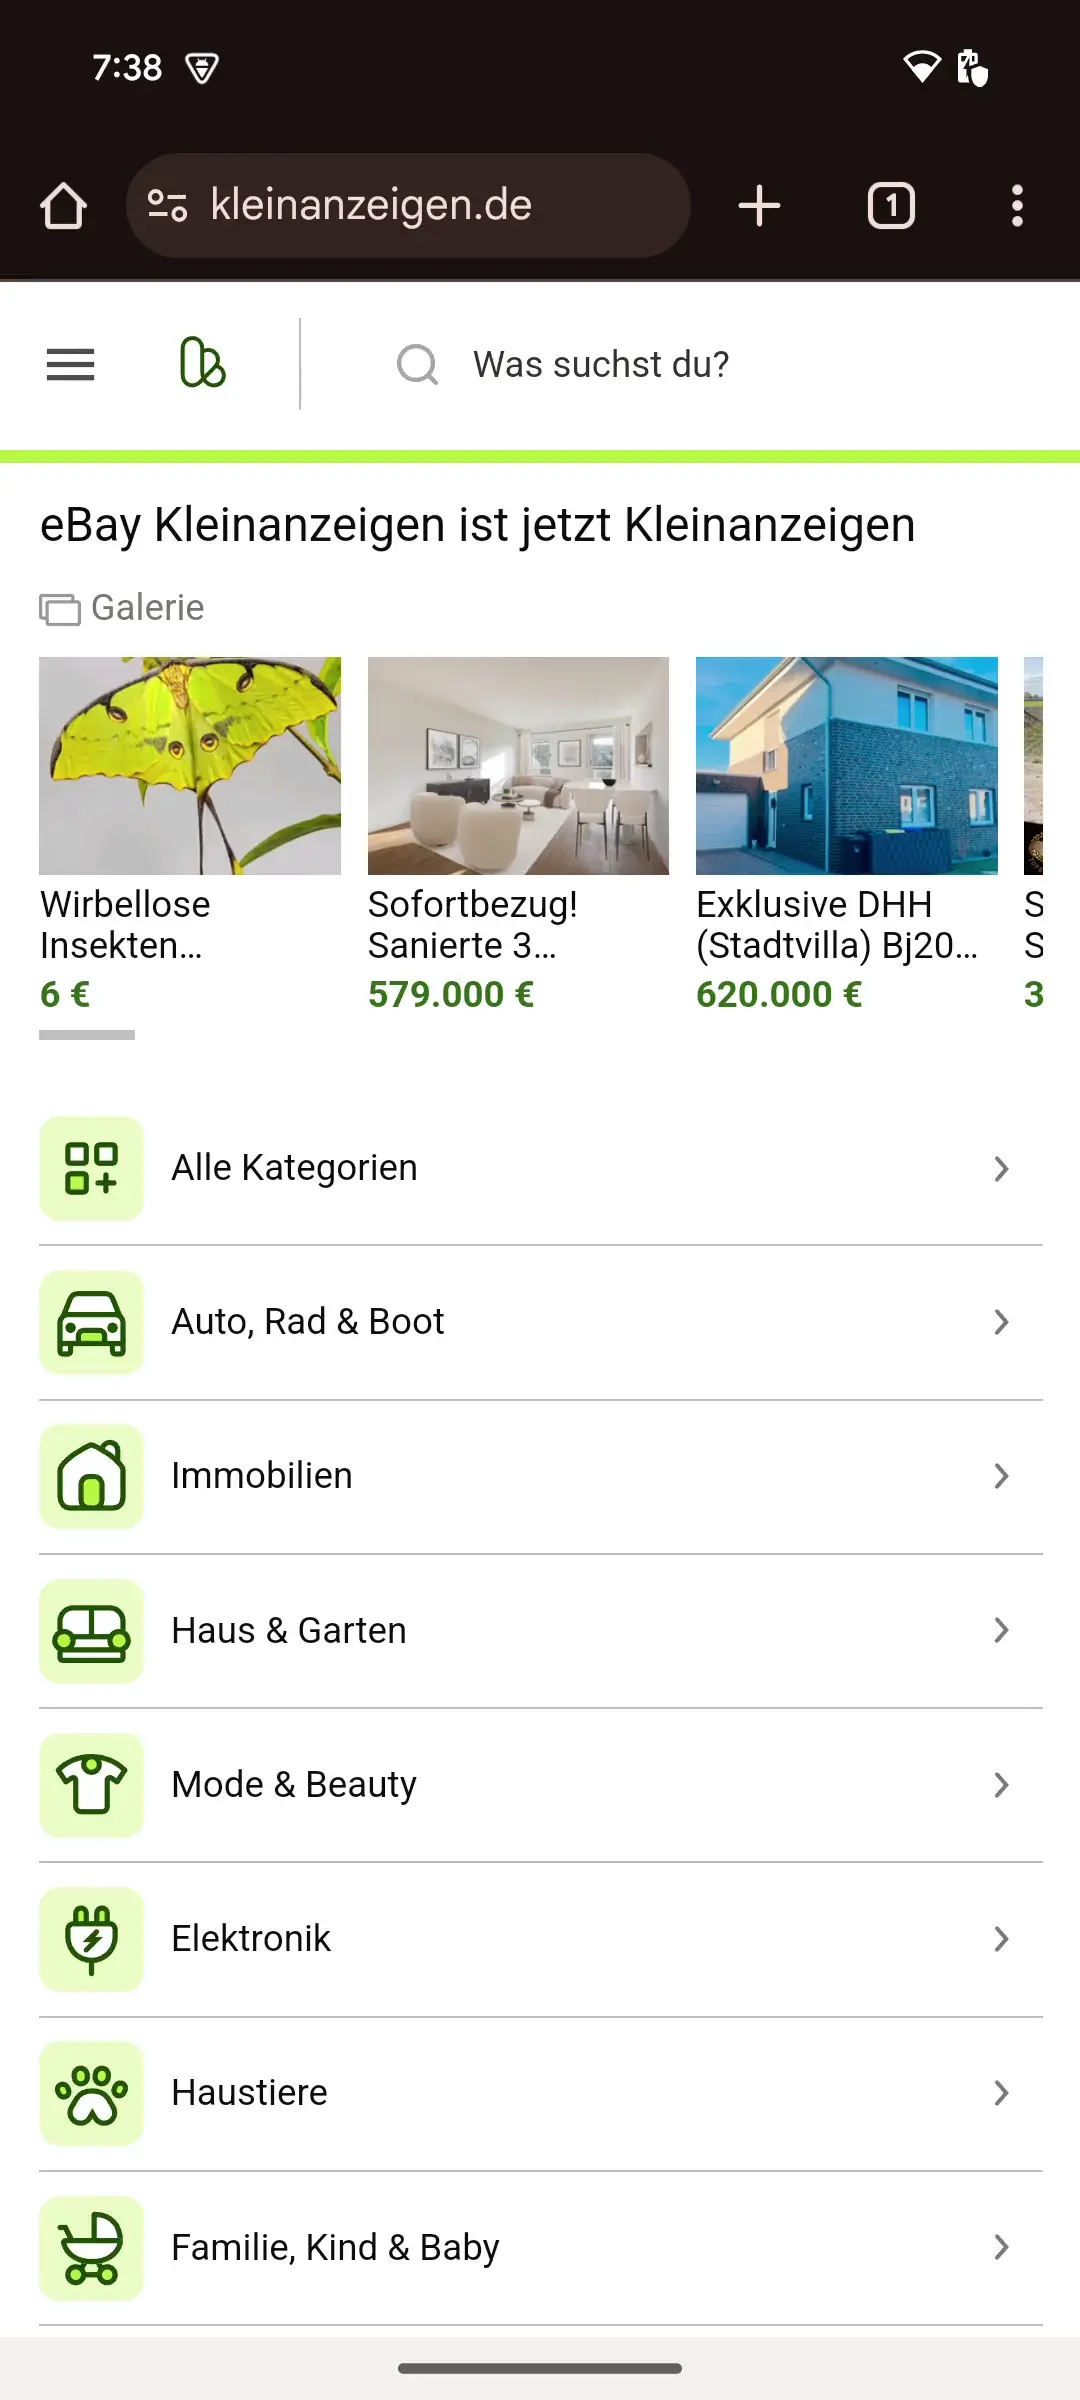 7:38
kleinanzeigen.de
1
Was suchst du?
eBay Kleinanzeigen ist jetzt Kleinanzeigen
Galerie
Wirbellose
Insekten...
6 €
Sofortbezug!
Sanierte 3...
579.000 €
Exklusive DHH
(Stadtvilla) Bj20...
620.000 €
S
S
3
Alle Kategorien
Auto, Rad & Boot
Immobilien
Haus & Garten
Mode & Beauty
Elektronik
Haustiere
Familie, Kind & Baby